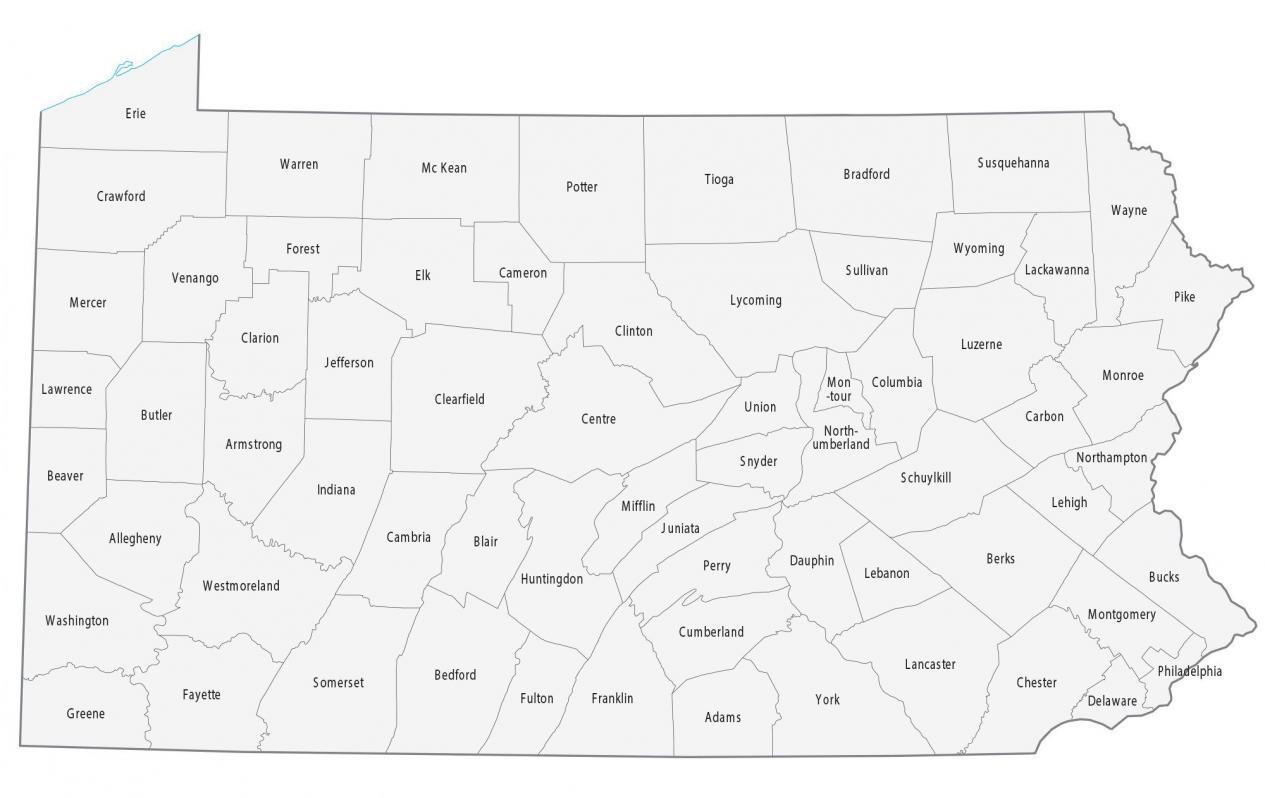 Erie
Warren
Mc Kean
Potter
Tioga
Bradford
Susquehanna
Crawford
Wayne
Forest
Wyoming
Venango
Elk
Cameron
Sullivan
Lackawanna
Mercer
Lycoming
Pike
Clarion
Clinton
Luzerne
Jefferson
Lawrence
Monroe
Mon
-tour
Columbia
Butler
Clearfield
Centre
Union
Carbon
Armstrong
North-
umberland
Northampton
Beaver
Snyder
Schuylkill
Indiana
Mifflin
Lehigh
Juniata
Allegheny
Cambria
Blair
Huntingdon
Perry
Dauphin
Lebanon
Berks
Bucks
Westmoreland
Washington
Cumberland
Montgomery
Lancaster
Philadelphia
Greene
Fayette
Somerset
Bedford
Fulton
Franklin
Adams
York
Chester
Delaware